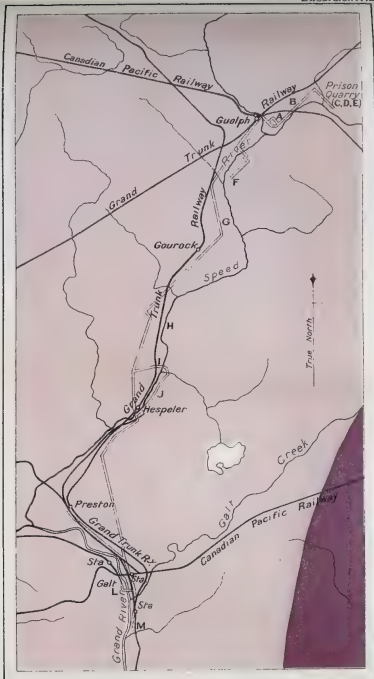 Canadian Pacific Railway
Prison
Quarry
(C, D, E)
B
A
Guelph
Railway
Trunk
Grand
River
F
G
Railway
Gourock
Speed
Trunk
H
True North
I
J
Grand
Hespeler
Galt Creek
Preston
Canadian Pacific Railway
Grand Trunk Ry
Sta
Sta
Galt
L
Sta
M
Grand River